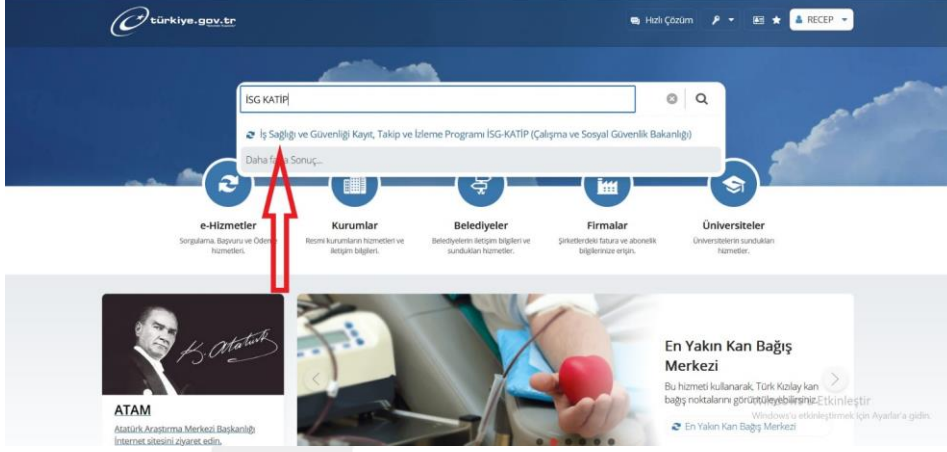 türkiye.gov.tr
Hızlı Çözüm
RECEP
İSG KATİP
İş Sağlığı ve Güvenliği Kayıt, Takip ve İzleme Programı İSG-KATİP (Çalışma ve Sosyal Güvenlik Bakanlığı)
Daha fazla Sonuç...
e-Hizmetler
Sorgulama, Başvuru ve Ödeme
hizmetleri.
Kurumlar
Resmi kurumların hizmetleri ve
iletişim bilgileri.
Belediyeler
Belediyelerin iletişim bilgileri ve
sundukları hizmetler.
Firmalar
Şirketlerdeki fatura ve abonelik
bilgilerinize erişin.
Üniversiteler
Üniversitelerin sundukları
hizmetler.
K. Atatürk
ATAM
Atatürk Araştırma Merkezi Başkanlığı
İnternet sitesini ziyaret edin.
En Yakın Kan Bağış
Merkezi
Bu hizmeti kullanarak, Türk Kızılay kan
bağış noktalarını görüntüleyebilirsiniz.
En Yakın Kan Bağış Merkezi
Windows'u Etkinleştir
Windows'u etkinleştirmek için Ayarlar'a gidin.